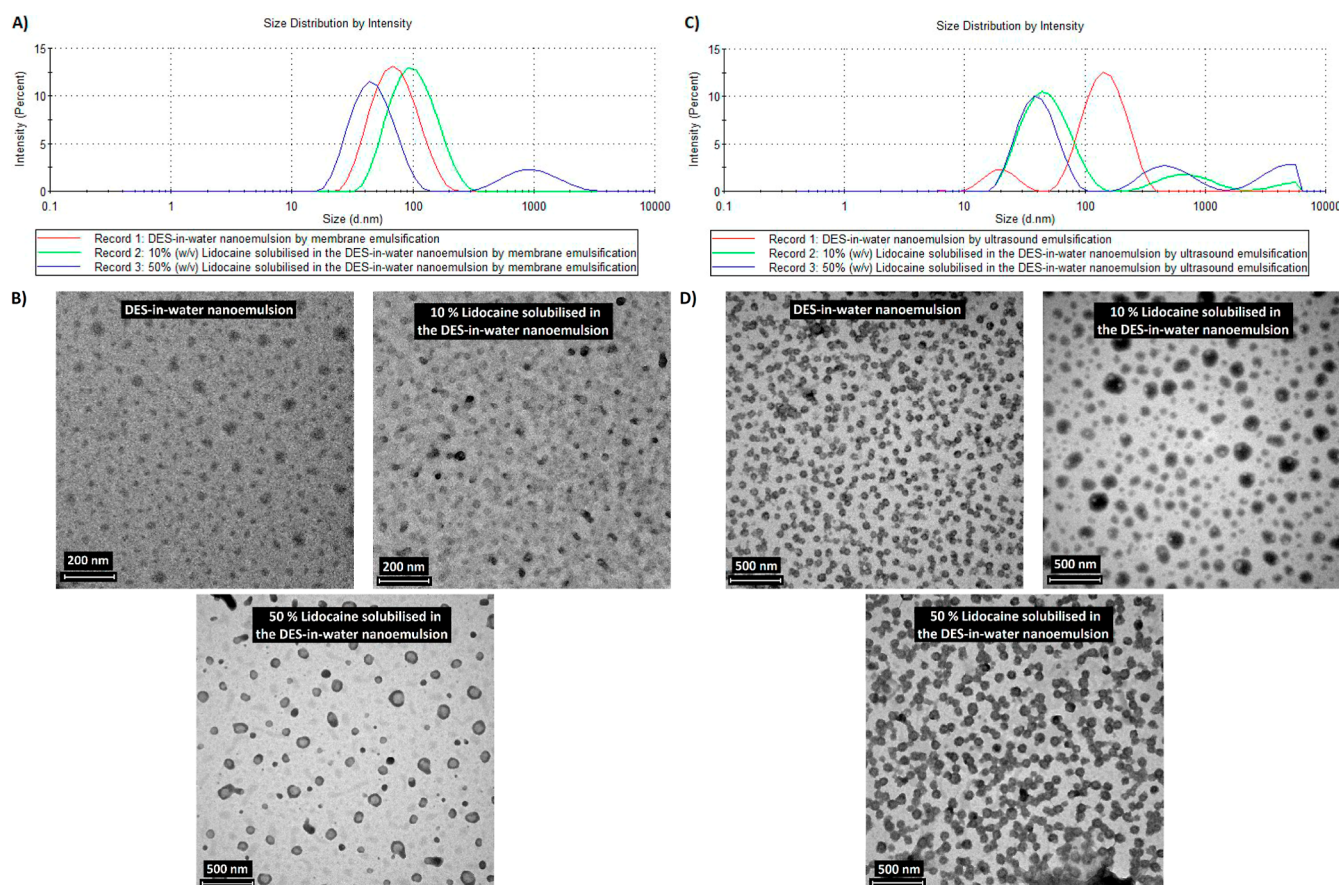 A)
Size Distribution by Intensity
Intensity (Percent)
15
10
5
0
0.1 1 10 100 1000 10000
Size (d.nm)
Record 1: DES-in-water nanoemulsion by membrane emulsification
Record 2: 10% (w/v) Lidocaine solubilised in the DES-in-water nanoemulsion by membrane emulsification
Record 3: 50% (w/v) Lidocaine solubilised in the DES-in-water nanoemulsion by membrane emulsification
B)
DES-in-water nanoemulsion
200 nm
10 % Lidocaine solubilised in
the DES-in-water nanoemulsion
200 nm
50 % Lidocaine solubilised in
the DES-in-water nanoemulsion
500 nm
C)
Size Distribution by Intensity
Intensity (Percent)
15
10
5
0
0.1 1 10 100 1000 10000
Size (d.nm)
Record 1: DES-in-water nanoemulsion by ultrasound emulsification
Record 2: 10% (w/v) Lidocaine solubilised in the DES-in-water nanoemulsion by ultrasound emulsification
Record 3: 50% (w/v) Lidocaine solubilised in the DES-in-water nanoemulsion by ultrasound emulsification
D)
DES-in-water nanoemulsion
500 nm
10 % Lidocaine solubilised in
the DES-in-water nanoemulsion
500 nm
50 % Lidocaine solubilised in
the DES-in-water nanoemulsion
500 nm